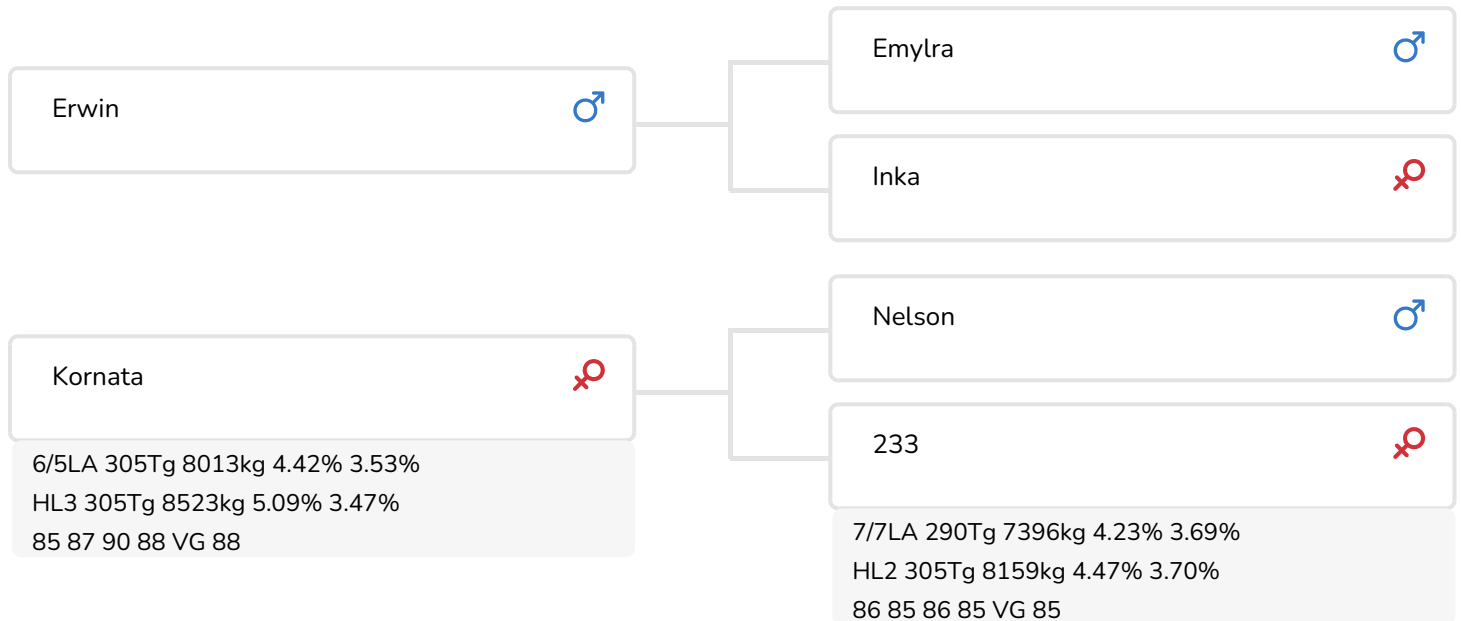 Emylra
Erwin
Inka
Nelson
Kornata
233
6/5LA 305Tg 8013kg 4.42% 3.53%
HL3 305Tg 8523kg 5.09% 3.47%
85 87 90 88 VG 88
7/7LA 290Tg 7396kg 4.23% 3.69%
HL2 305Tg 8159kg 4.47% 3.70%
86 85 86 85 VG 85